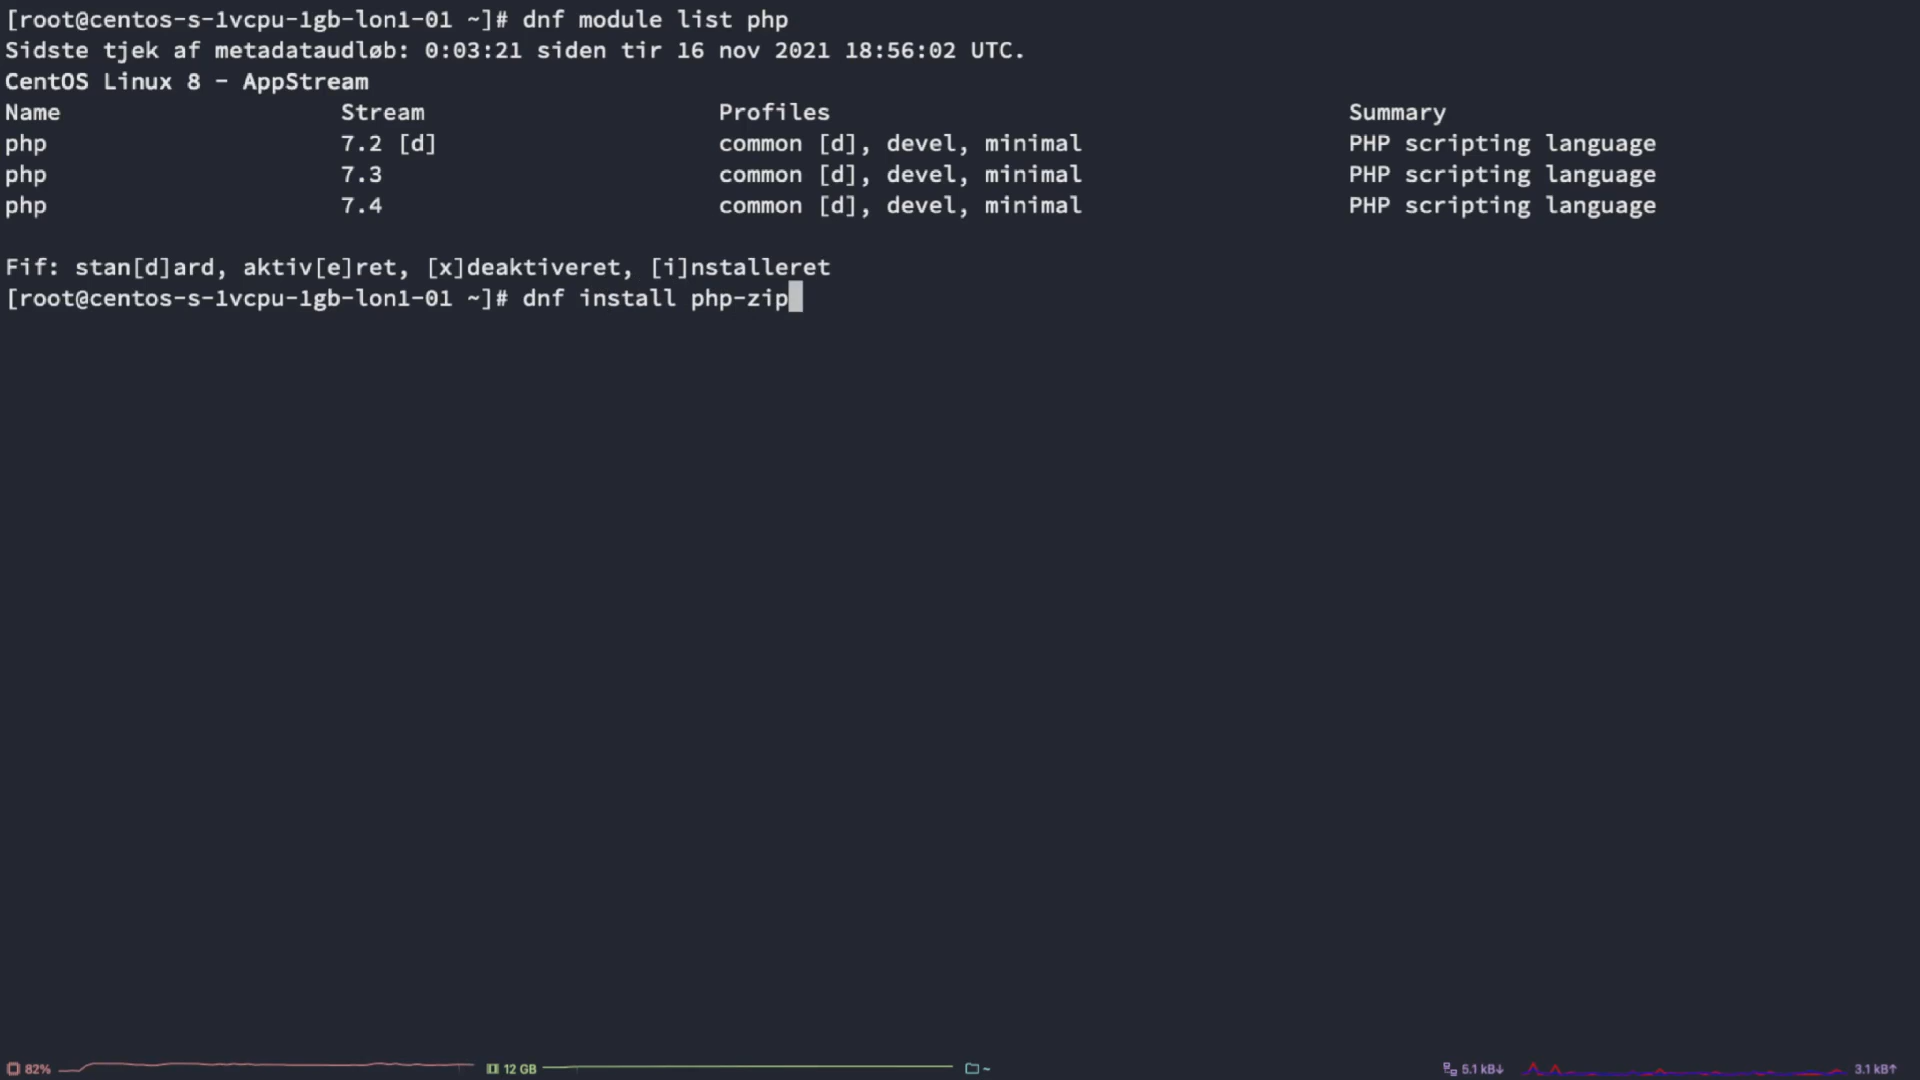 [root@centos-s-1vcpu-1gb-lon1-01 ~]# dnf module list php
Sidste tjek af metadataudløb: 0:03:21 siden tir 16 nov 2021 18:56:02 UTC.
CentOS Linux 8 - AppStream
Name Stream Profiles Summary
php 7.2 [d] common [d], devel, minimal PHP scripting language
php 7.3 common [d], devel, minimal PHP scripting language
php 7.4 common [d], devel, minimal PHP scripting language
Fif: stan[d]ard, aktiv[e]ret, [x]deaktiveret, [i]nstalleret
[root@centos-s-1vcpu-1gb-lon1-01 ~]# dnf install php-zip
82% 12 GB ~ 5.1 kB↓ 3.1 kB↑